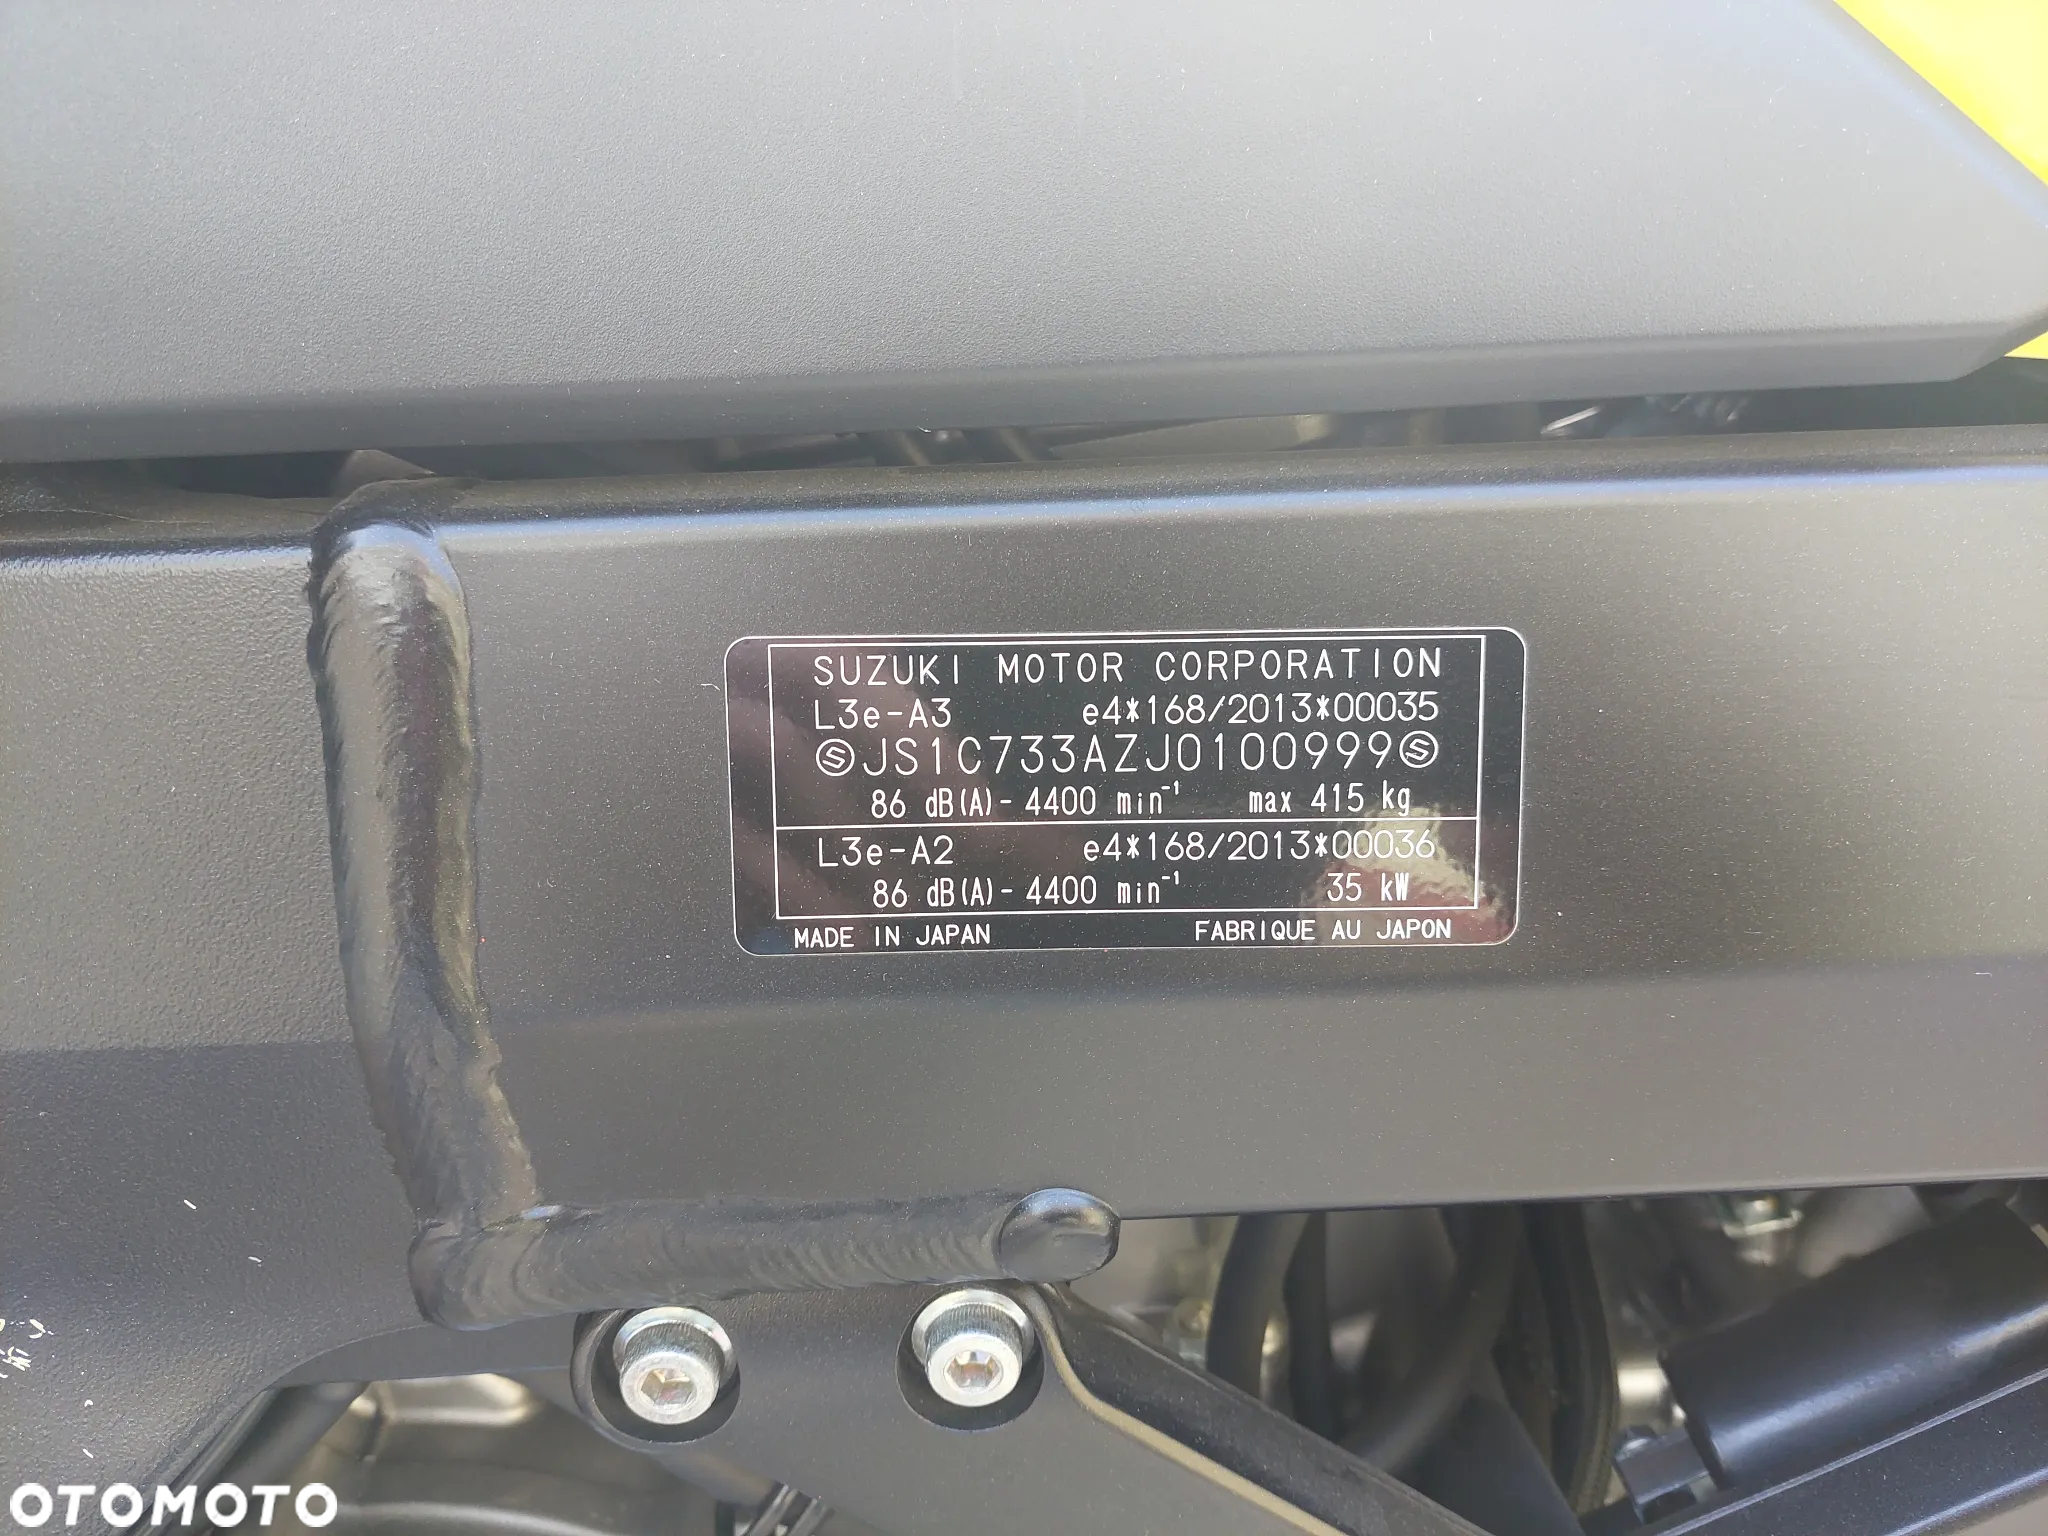 SUZUKI MOTOR CORPORATION
L3e-A3 e4*168/2013*00035
JS1C733AZJ0100999
86 dB(A)- 4400 min⁻¹ max 415 kg
L3e-A2 e4*168/2013*00036
86 dB(A)- 4400 min⁻¹ 35 kW
MADE IN JAPAN FABRIQUE AU JAPON
OTOMOTO